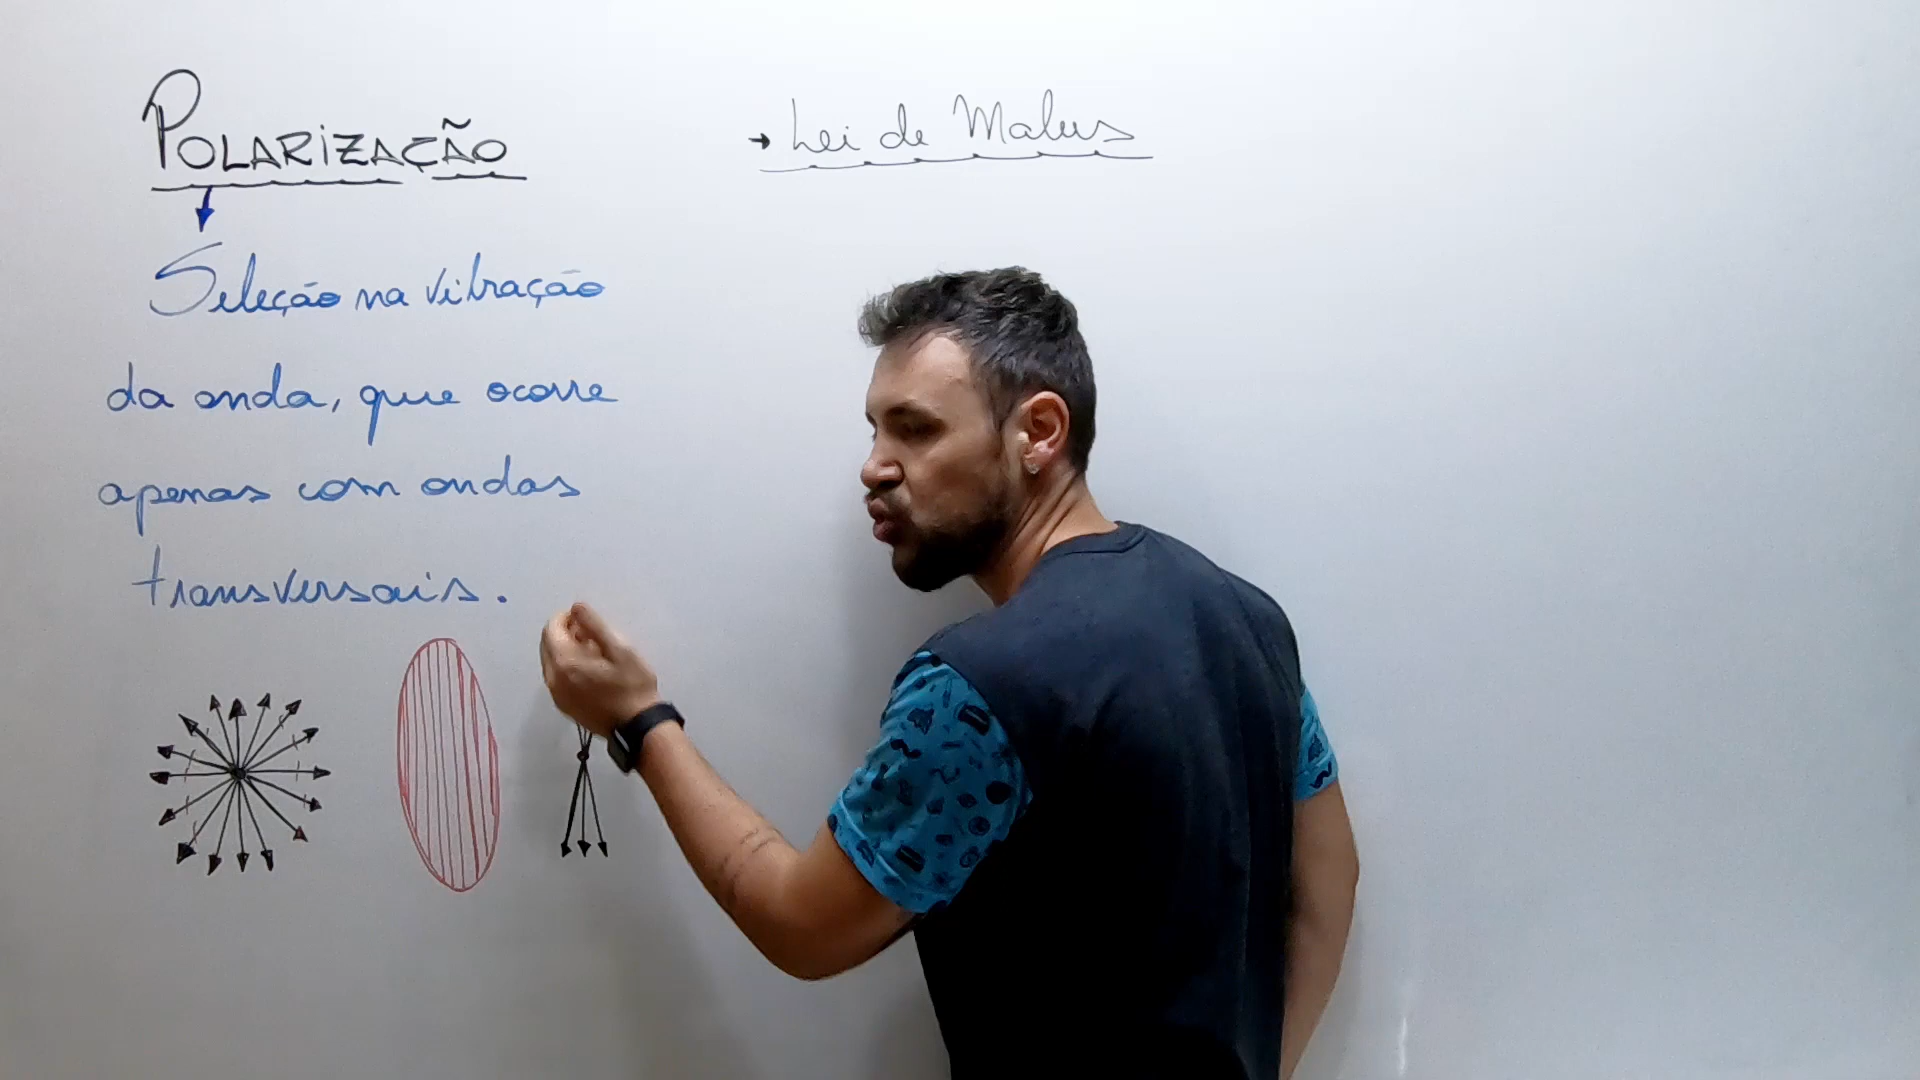 POLARIZAÇÃO
Seleção na vibração
da onda, que ocorre
apenas com ondas
transversais.
→ Lei de Malus